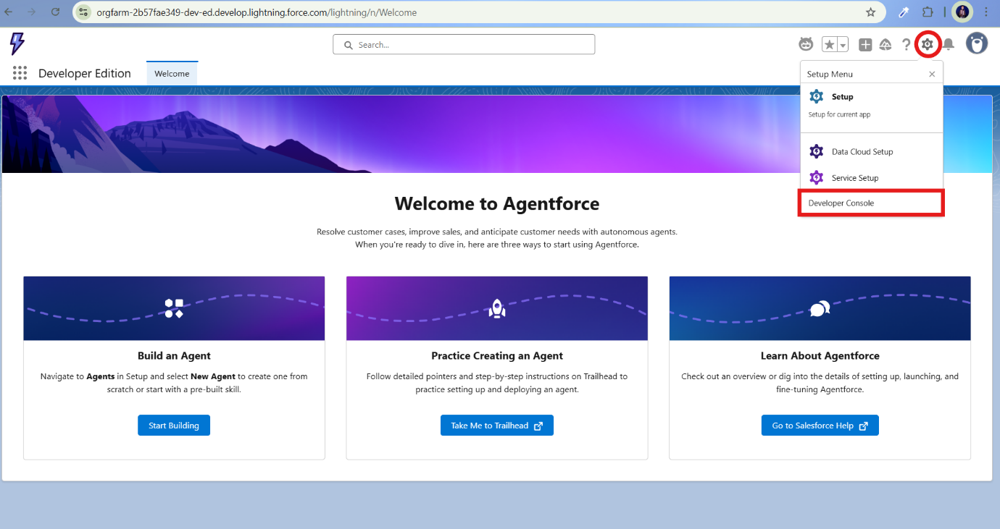 orgfarm-2b57fae349-dev-ed.develop.lightning.force.com/lightning/n/Welcome
Search...
Developer Edition
Welcome
Setup Menu
Setup
Setup for current app
Data Cloud Setup
Service Setup
Developer Console
Welcome to Agentforce
Resolve customer cases, improve sales, and anticipate customer needs with autonomous agents.
When you're ready to dive in, here are three ways to start using Agentforce.
Build an Agent
Navigate to Agents in Setup and select New Agent to create one from
scratch or start with a pre-built skill.
Start Building
Practice Creating an Agent
Follow detailed pointers and step-by-step instructions on Trailhead to
practice setting up and deploying an agent.
Take Me to Trailhead
Learn About Agentforce
Check out an overview or dig into the details of setting up, launching, and
fine-tuning Agentforce.
Go to Salesforce Help